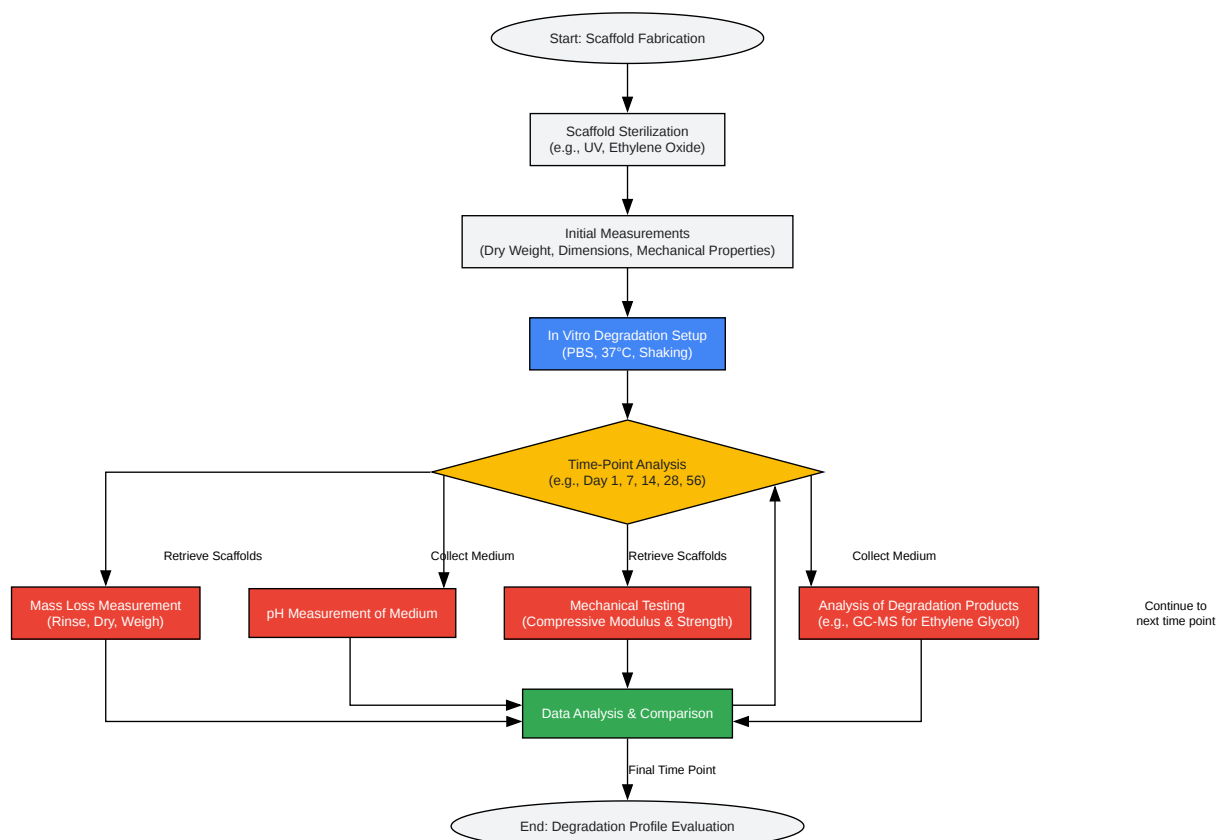 Start: Scaffold Fabrication
Scaffold Sterilization
(e.g., UV, Ethylene Oxide)
Initial Measurements
(Dry Weight, Dimensions, Mechanical Properties)
In Vitro Degradation Setup
(PBS, 37°C, Shaking)
Time-Point Analysis
(e.g., Day 1, 7, 14, 28, 56)
Retrieve Scaffolds
Collect Medium
Retrieve Scaffolds
Collect Medium
Mass Loss Measurement
(Rinse, Dry, Weigh)
pH Measurement of Medium
Mechanical Testing
(Compressive Modulus & Strength)
Analysis of Degradation Products
(e.g., GC-MS for Ethylene Glycol)
Continue to
next time point
Data Analysis & Comparison
Final Time Point
End: Degradation Profile Evaluation